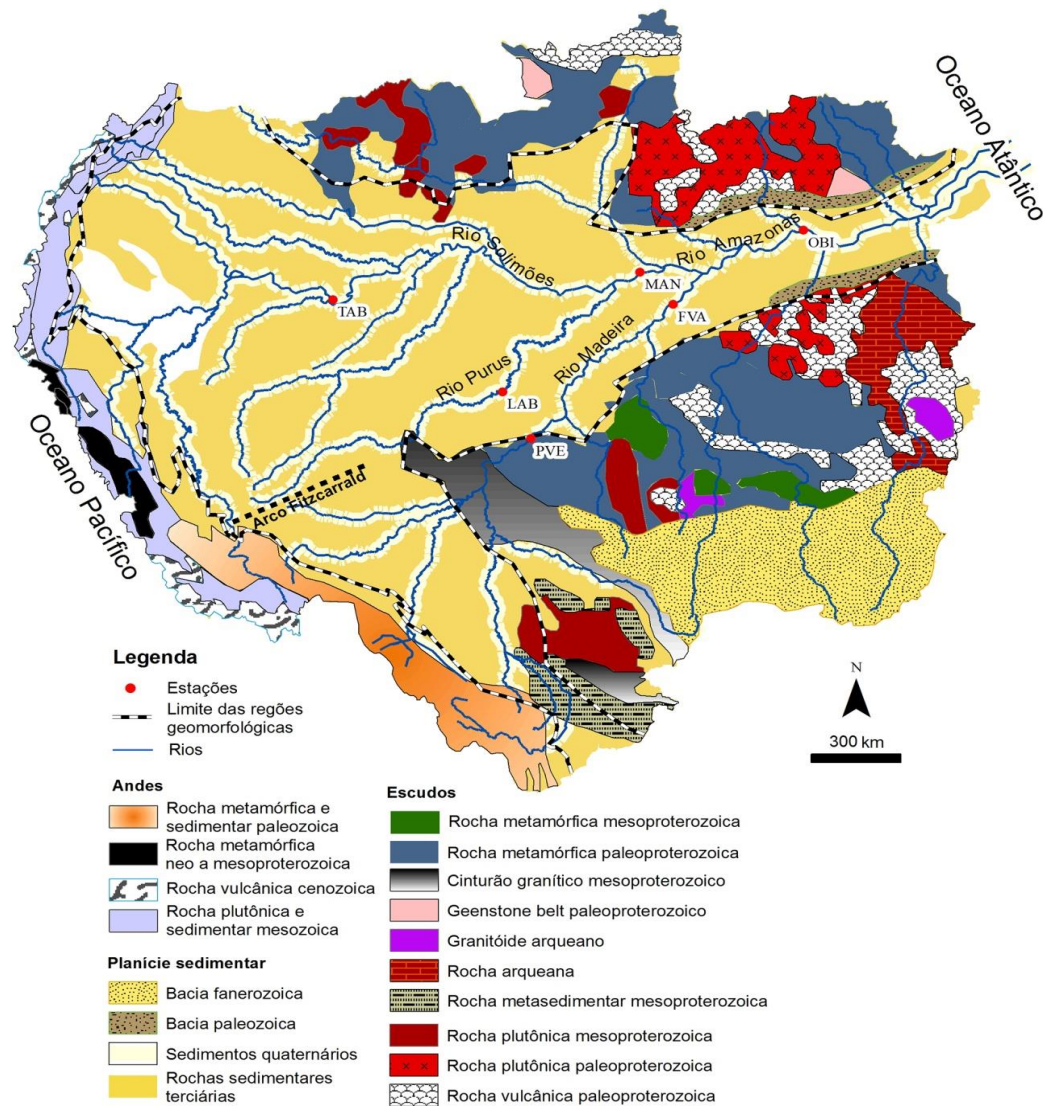 Oceano Atântico
Rio Solimões
Rio Amazonas
OBI
MAN
TAB
FVA
Rio Madeira
Rio Purus
LAB
PVE
Oceano Pacífico
Arco Fitzcarrald
N
300 km
Legenda
Estações
Limite das regiões
geomorfológicas
Rios
Andes
Rocha metamórfica e
sedimentar paleozoica
Rocha metamórfica
neo a mesoproterozoica
Rocha vulcânica cenozoica
Rocha plutônica e
sedimentar mesozoica
Planície sedimentar
Bacia fanerozoica
Bacia paleozoica
Sedimentos quaternários
Rochas sedimentares
terciárias
Escudos
Rocha metamórfica mesoproterozoica
Rocha metamórfica paleoproterozoica
Cinturão granítico mesoproterozoico
Geenstone belt paleoproterozoico
Granitóide arqueano
Rocha arqueana
Rocha metasedimentar mesoproterozoica
Rocha plutônica mesoproterozoica
Rocha plutônica paleoproterozoica
Rocha vulcânica paleoproterozoica